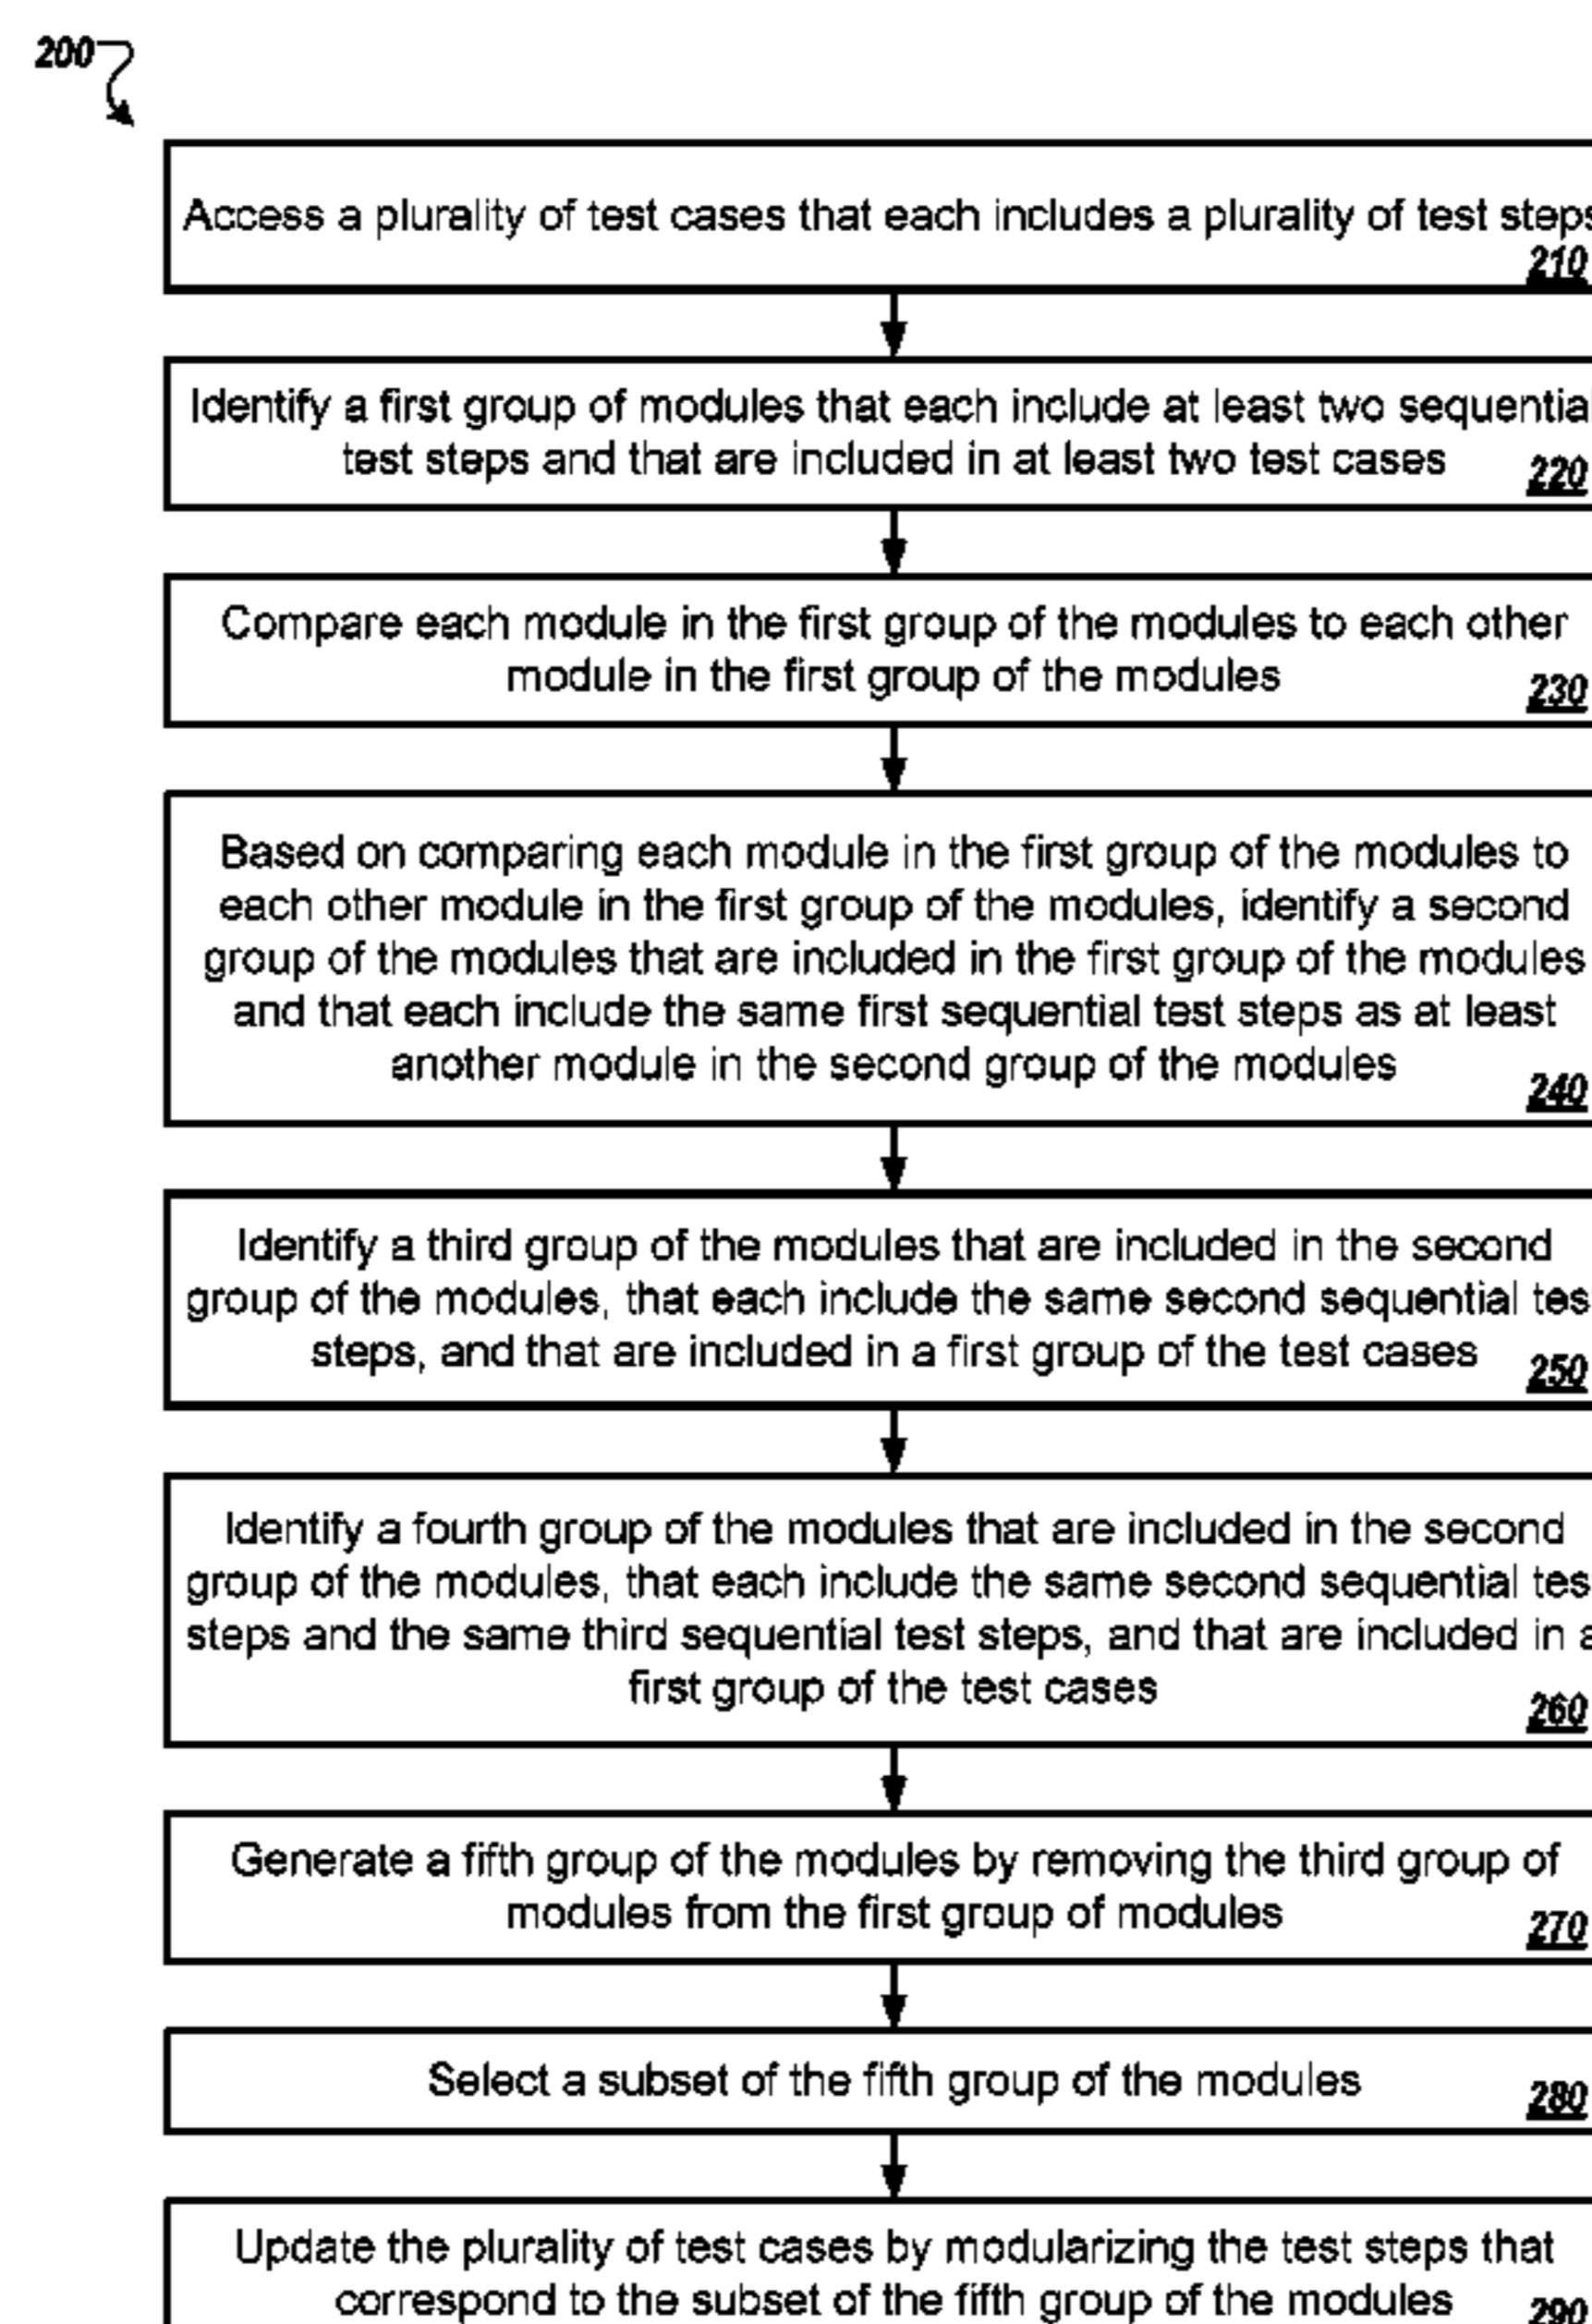 200
Access a plurality of test cases that each includes a plurality of test steps
210
Identify a first group of modules that each include at least two sequential
test steps and that are included in at least two test cases
220
Compare each module in the first group of the modules to each other
module in the first group of the modules
230
Based on comparing each module in the first group of the modules to
each other module in the first group of the modules, identify a second
group of the modules that are included in the first group of the modules
and that each include the same first sequential test steps as at least
another module in the second group of the modules
240
Identify a third group of the modules that are included in the second
group of the modules, that each include the same second sequential tes
steps, and that are included in a first group of the test cases
250
Identify a fourth group of the modules that are included in the second
group of the modules, that each include the same second sequential tes
steps and the same third sequential test steps, and that are included in a
first group of the test cases
260
Generate a fifth group of the modules by removing the third group of
modules from the first group of modules
270
Select a subset of the fifth group of the modules
280
Update the plurality of test cases by modularizing the test steps that
correspond to the subset of the fifth group of the modules
290